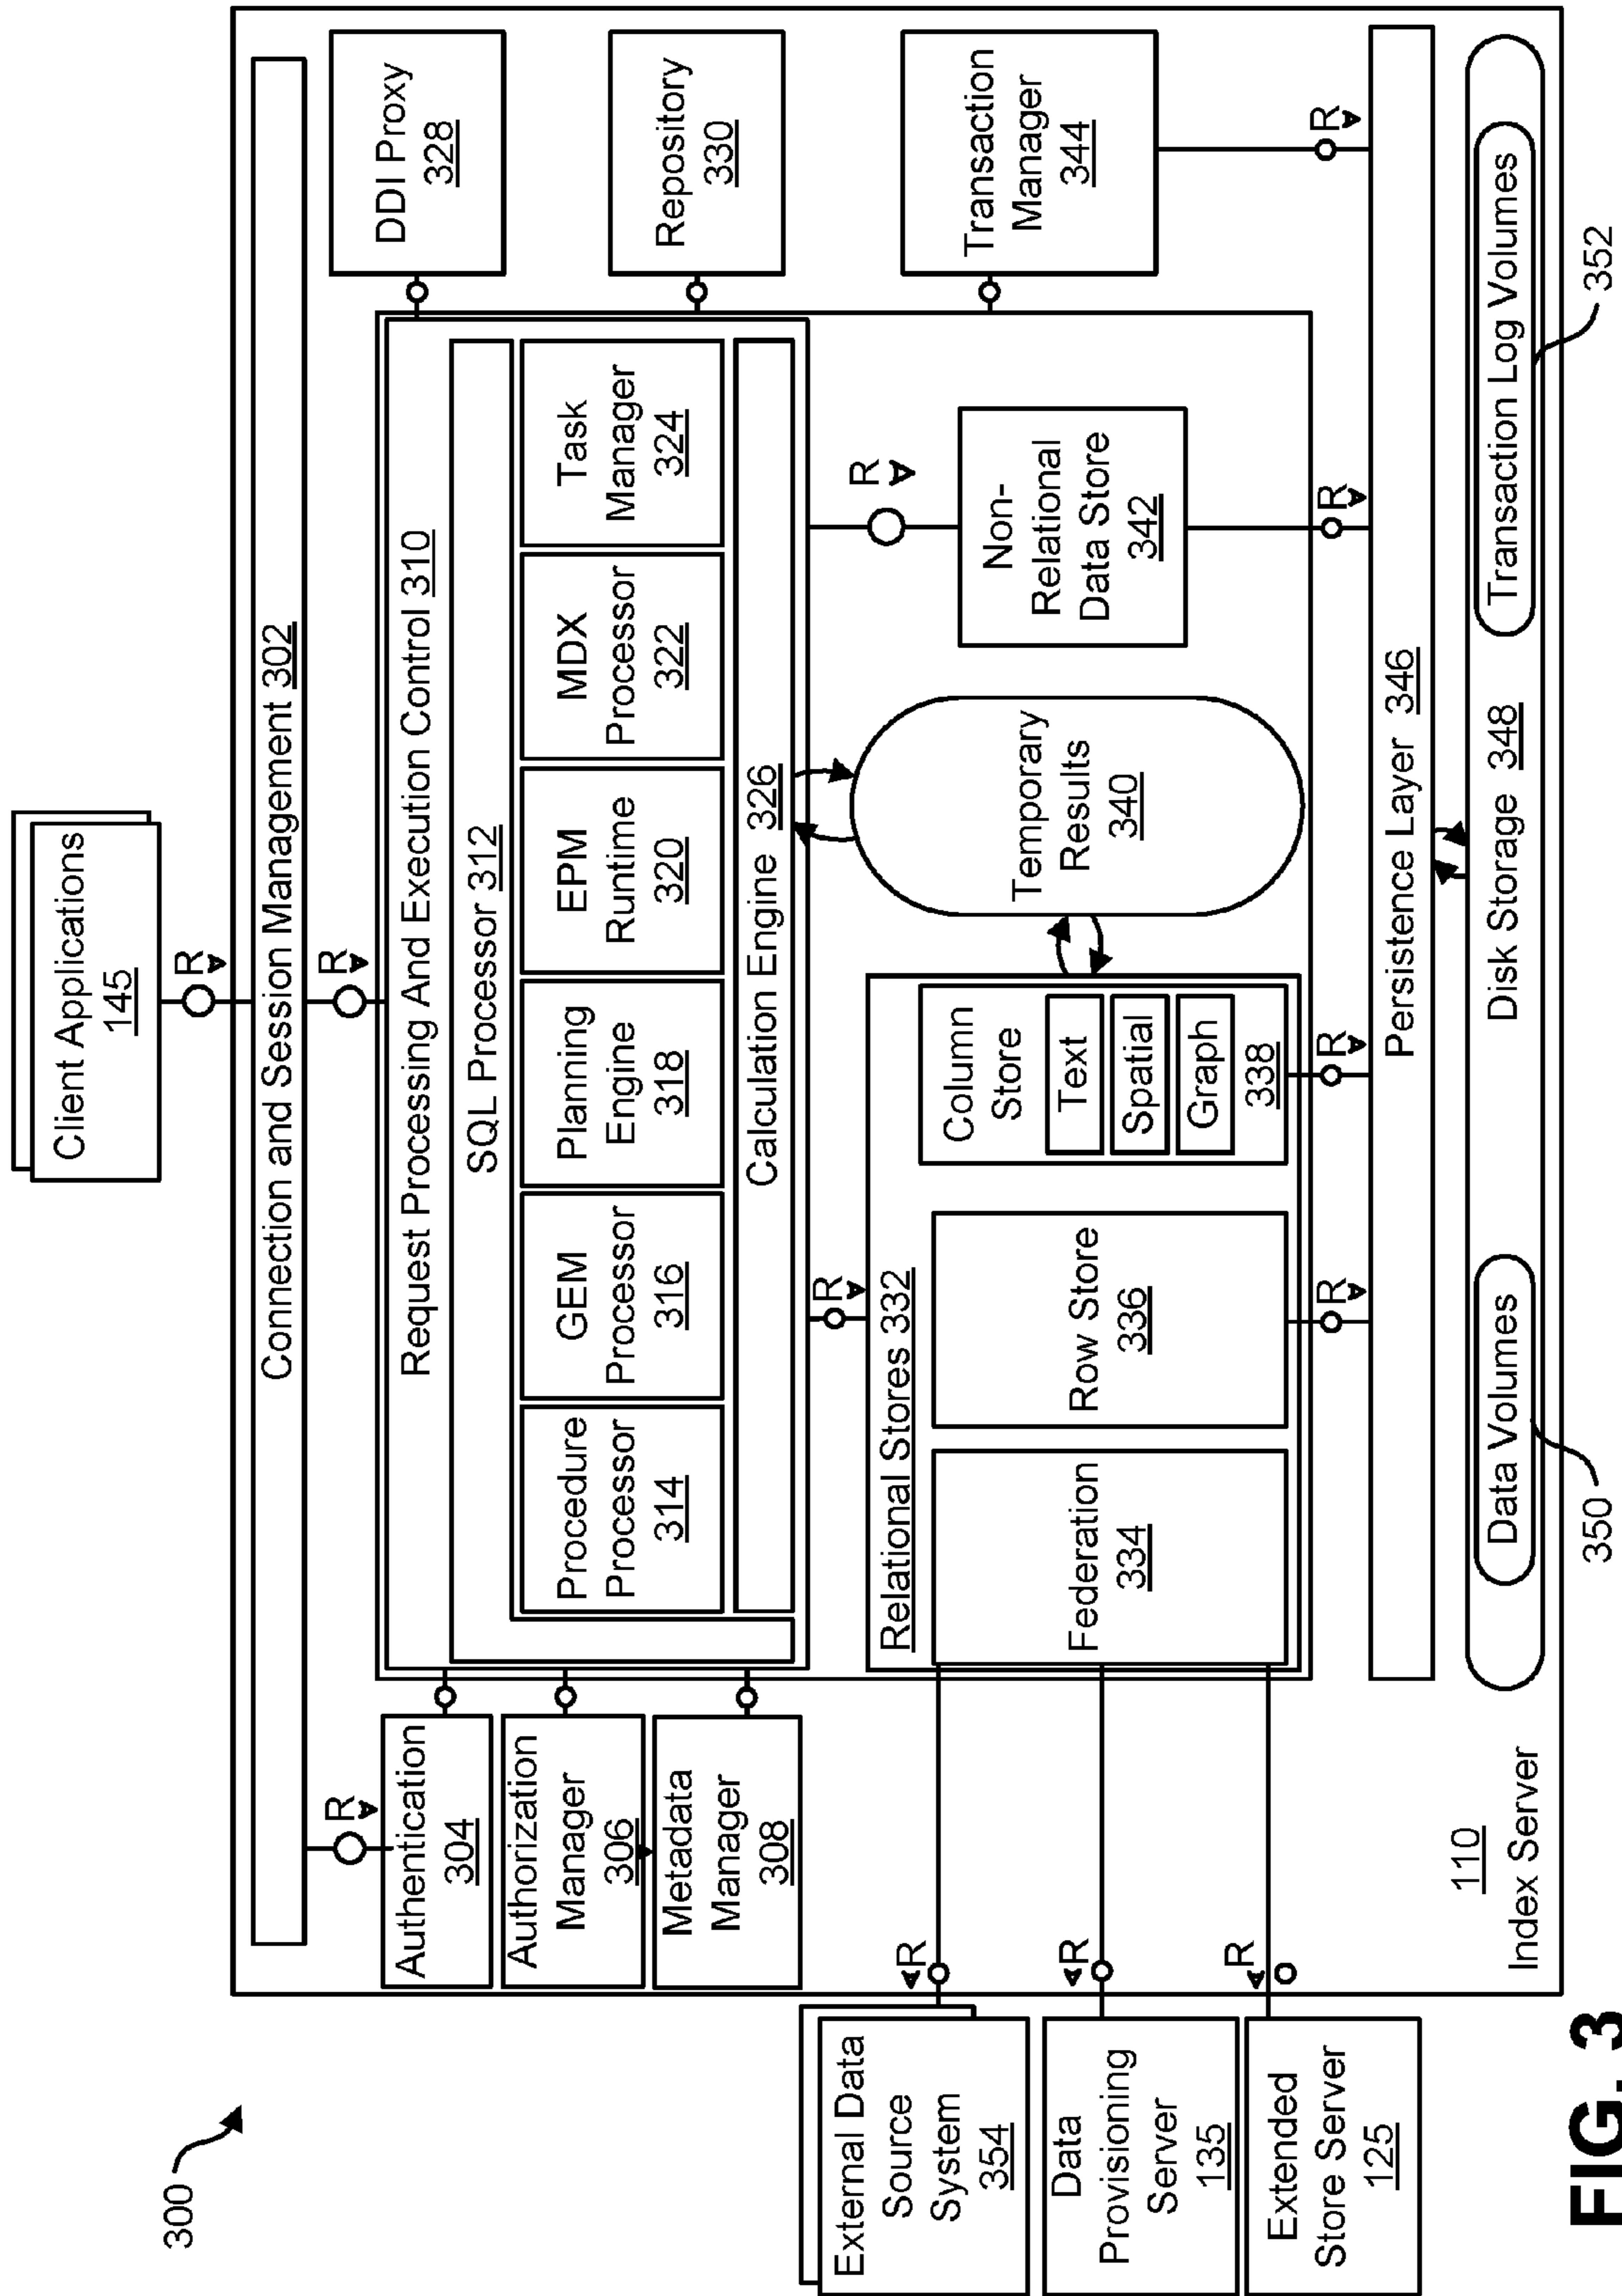 300
Client Applications
145
R
Connection and Session Management 302
R
R
Authentication
304
Authorization
Manager
306
Metadata
Manager
308
Request Processing And Execution Control 310
SQL Processor 312
Procedure
Processor
314
GEM
Processor
316
Planning
Engine
318
EPM
Runtime
320
MDX
Processor
322
Task
Manager
324
Calculation Engine 326
DDI Proxy
328
Repository
330
Transaction
Manager
344
R
R
Relational Stores 332
Federation
334
Row Store
336
Column
Store
Text
Spatial
Graph
338
Temporary
Results
340
Non-
Relational
Data Store
342
External Data
Source
System
354
R
Data
Provisioning
Server
135
R
Extended
Store Server
125
R
R
R
R
R
Persistence Layer 346
Disk Storage 348
Data Volumes
Transaction Log Volumes
350
352
110
Index Server
FIG. 3